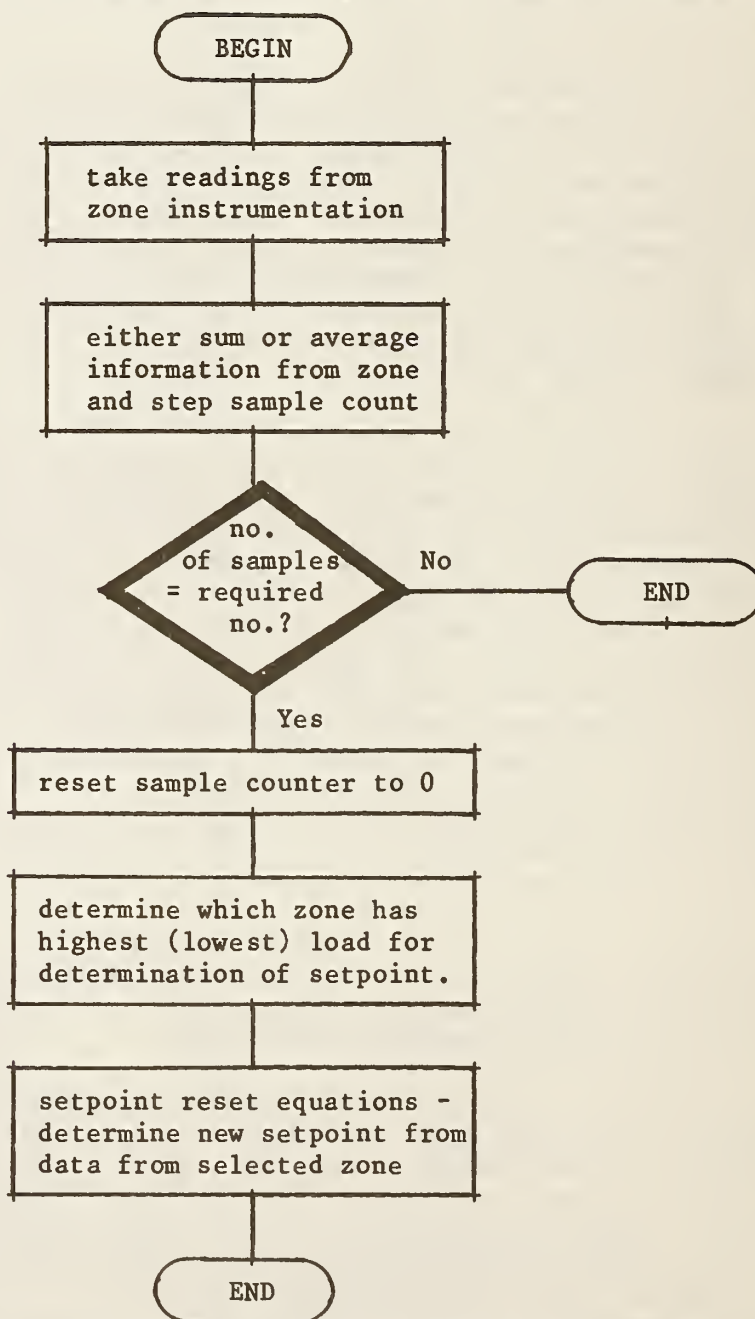 BEGIN
take readings from
zone instrumentation
either sum or average
information from zone
and step sample count
no.
of samples
= required
no.?
No
END
Yes
reset sample counter to 0
determine which zone has
highest (lowest) load for
determination of setpoint.
setpoint reset equations -
determine new setpoint from
data from selected zone
END